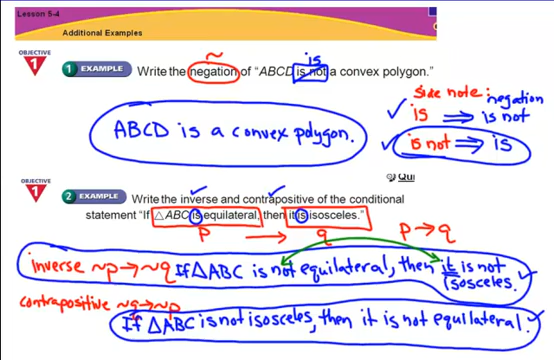 Lesson 5-4
Additional Examples
OBJECTIVE
1
1 EXAMPLE Write the negation of "ABCD is not a convex polygon."
~
is
side note: negation
is ⇒ is not
is not ⇒ is
ABCD is a convex polygon.
Qui
OBJECTIVE
1
2 EXAMPLE Write the inverse and contrapositive of the conditional
statement "If △ABC is equilateral, then it is isosceles."
p → q p → q
inverse ~p → ~q If △ABC is not equilateral, then it is not
isosceles.
contrapositive ~q → ~p
If △ABC is not isosceles, then it is not equilateral.